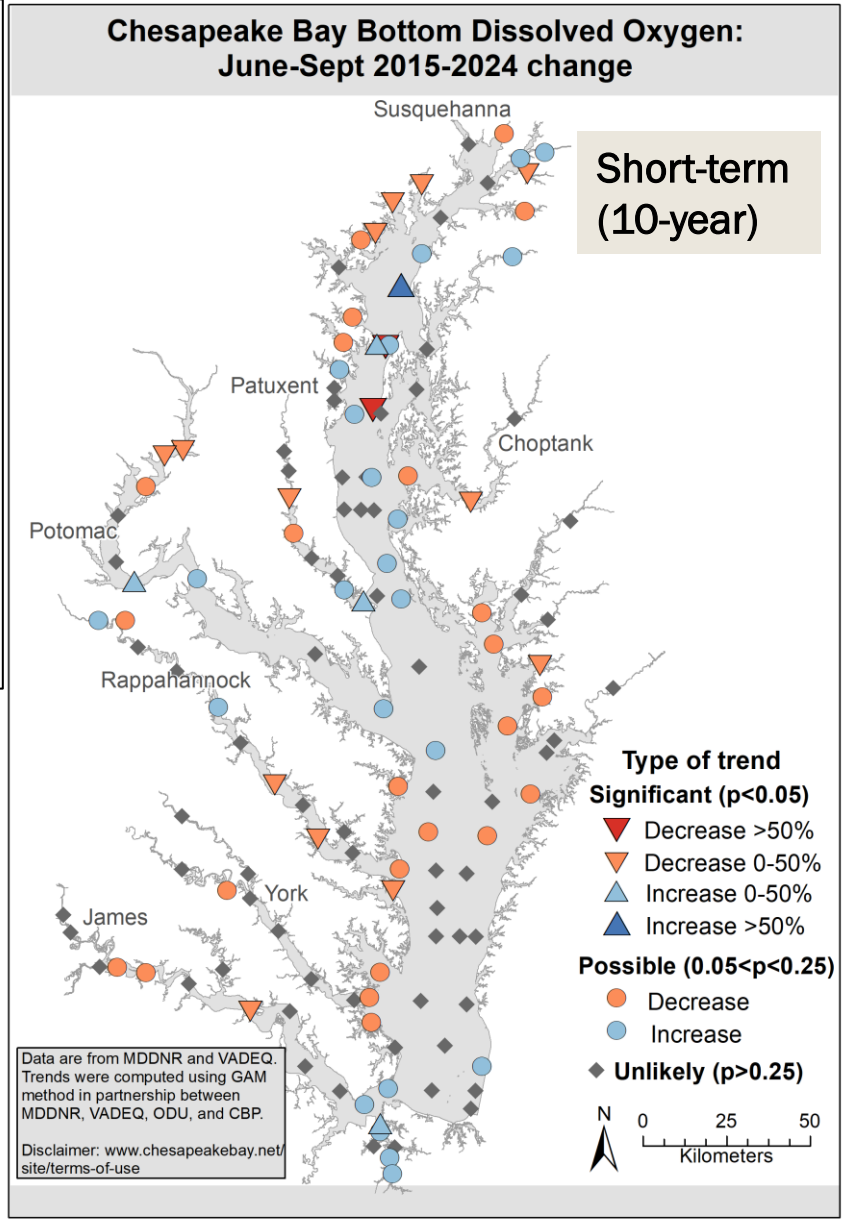 Chesapeake Bay Bottom Dissolved Oxygen:
June-Sept 2015-2024 change
Susquehanna
Short-term
(10-year)
Patuxent
Choptank
Potomac
Rappahannock
York
James
Type of trend
Significant (p<0.05)
Decrease >50%
Decrease 0-50%
Increase 0-50%
Increase >50%
Possible (0.05<p<0.25)
Decrease
Increase
Unlikely (p>0.25)
Data are from MDDNR and VADEQ.
Trends were computed using GAM
method in partnership between
MDDNR, VADEQ, ODU, and CBP.
Disclaimer: www.chesapeakebay.net/
site/terms-of-use
N
0 25 50
Kilometers